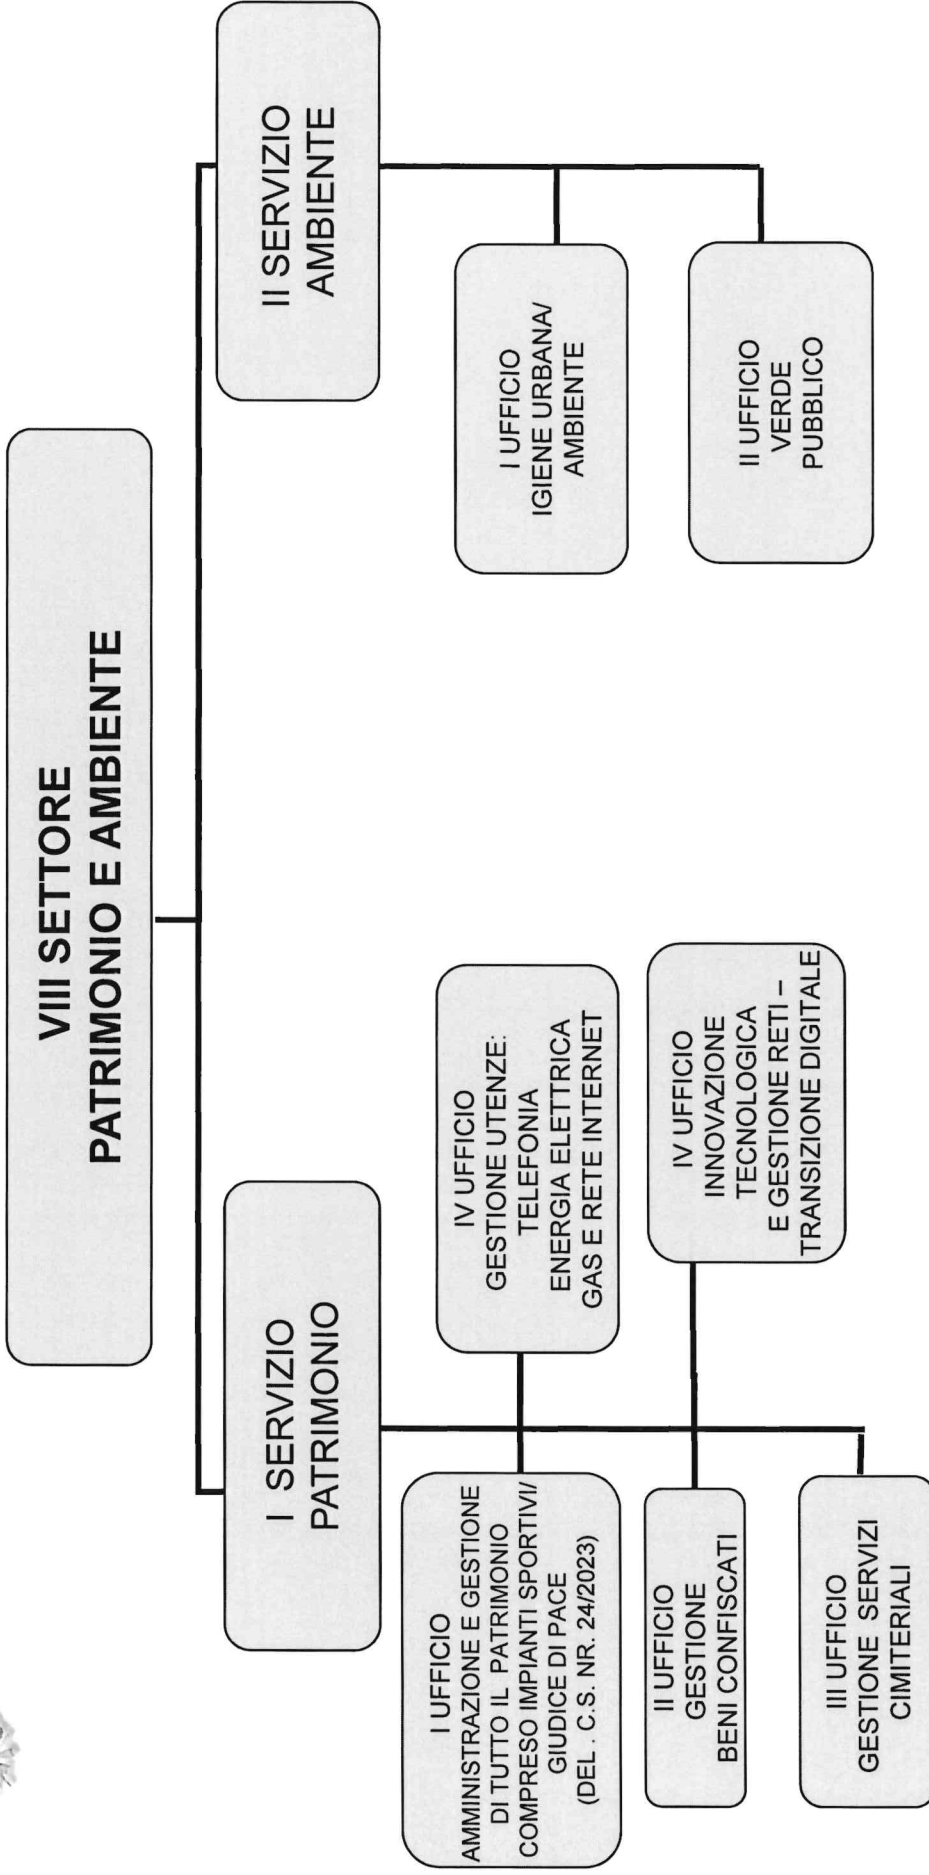 VIII SETTORE
PATRIMONIO E AMBIENTE
I SERVIZIO
PATRIMONIO
II SERVIZIO
AMBIENTE
I UFFICIO
AMMINISTRAZIONE E GESTIONE
DI TUTTO IL PATRIMONIO
COMPRESO IMPIANTI SPORTIVI/
GIUDICE DI PACE
(DEL . C.S. NR. 24/2023)
IV UFFICIO
GESTIONE UTENZE:
TELEFONIA
ENERGIA ELETTRICA
GAS E RETE INTERNET
II UFFICIO
GESTIONE
BENI CONFISCATI
IV UFFICIO
INNOVAZIONE
TECNOLOGICA
E GESTIONE RETI –
TRANSIZIONE DIGITALE
III UFFICIO
GESTIONE SERVIZI
CIMITERIALI
I UFFICIO
IGIENE URBANA/
AMBIENTE
II UFFICIO
VERDE
PUBBLICO